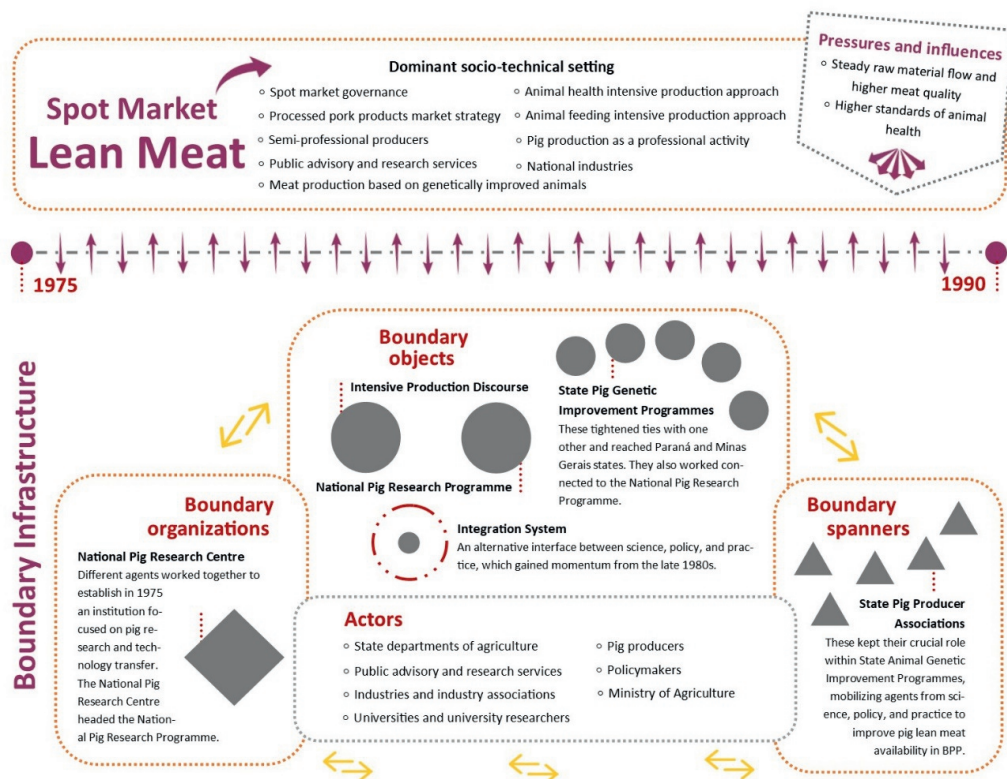 Spot Market
Lean Meat
Dominant socio-technical setting
Spot market governance
Processed pork products market strategy
Semi-professional producers
Public advisory and research services
Meat production based on genetically improved animals
Animal health intensive production approach
Animal feeding intensive production approach
Pig production as a professional activity
National industries
Pressures and influences
Steady raw material flow and
higher meat quality
Higher standards of animal
health
1975
1990
Boundary Infrastructure
Boundary
objects
Intensive Production Discourse
National Pig Research Programme
State Pig Genetic
Improvement Programmes
These tightened ties with one
other and reached Paraná and Minas
Gerais states. They also worked con-
nected to the National Pig Research
Programme.
Integration System
An alternative interface between science, policy, and prac-
tice, which gained momentum from the late 1980s.
Boundary
organizations
National Pig Research Centre
Different agents worked together to
establish in 1975
an institution fo-
cused on pig re-
search and tech-
nology transfer.
The National Pig
Research Centre
headed the Nation-
al Pig Research Programme.
Actors
State departments of agriculture
Public advisory and research services
Industries and industry associations
Universities and university researchers
Pig producers
Policymakers
Ministry of Agriculture
Boundary
spanners
State Pig Producer
Associations
These kept their crucial role
within State Animal Genetic
Improvement Programmes,
mobilizing agents from sci-
ence, policy, and practice to
improve pig lean meat
availability in BPP.